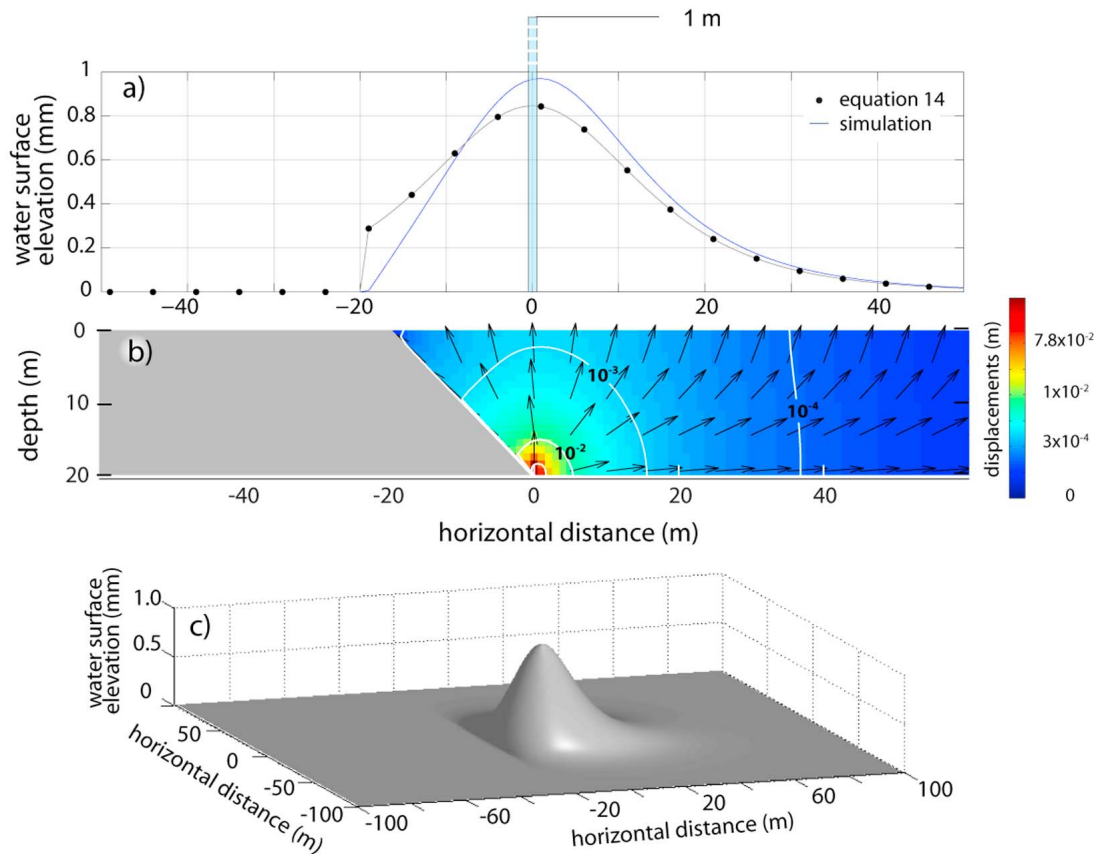 1 m
a)
water surface
elevation (mm)
1
0.8
0.6
0.4
0.2
0
equation 14
simulation
-40
-20
0
20
40
b)
depth (m)
0
10
20
10⁻³
10⁻⁴
10⁻²
-40
-20
0
20
40
horizontal distance (m)
displacements (m)
7.8x10⁻²
1x10⁻²
3x10⁻⁴
0
c)
water surface
elevation (mm)
1.0
0.5
0
50
0
-50
-100
horizontal distance (m)
-100
-60
-20
20
60
100
horizontal distance (m)